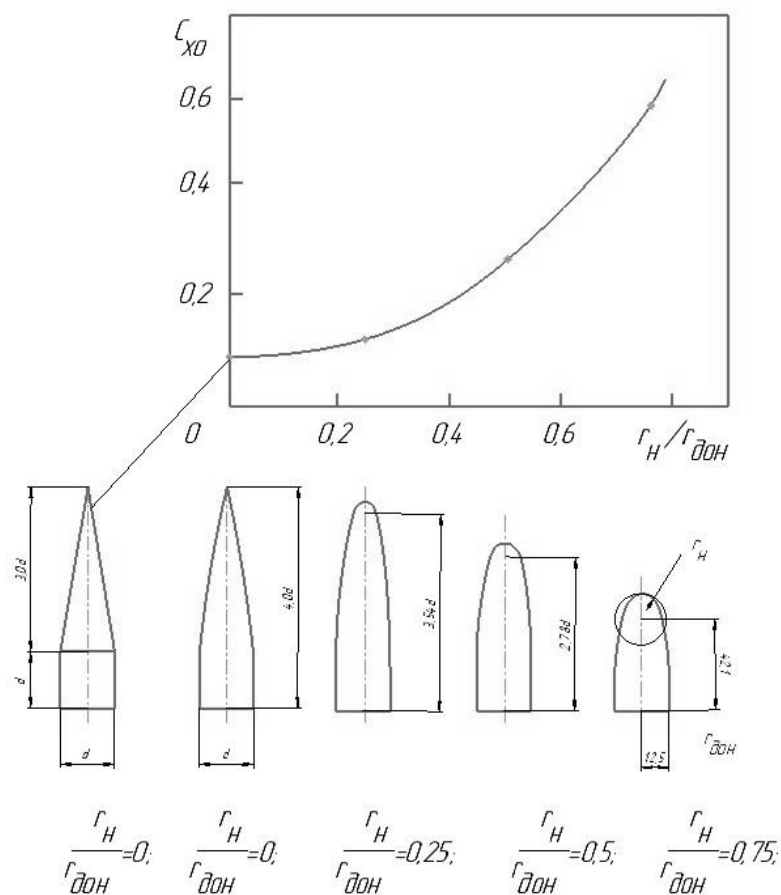 C_xo
0,6
0,4
0,2
0 0,2 0,4 0,6 r_н/r_дон
3,0d
d
d
4,0d
d
3,54d
2,78d
r_н
42,1
12,5
r_дон
r_н/r_дон=0; r_н/r_дон=0; r_н/r_дон=0,25; r_н/r_дон=0,5; r_н/r_дон=0,75;